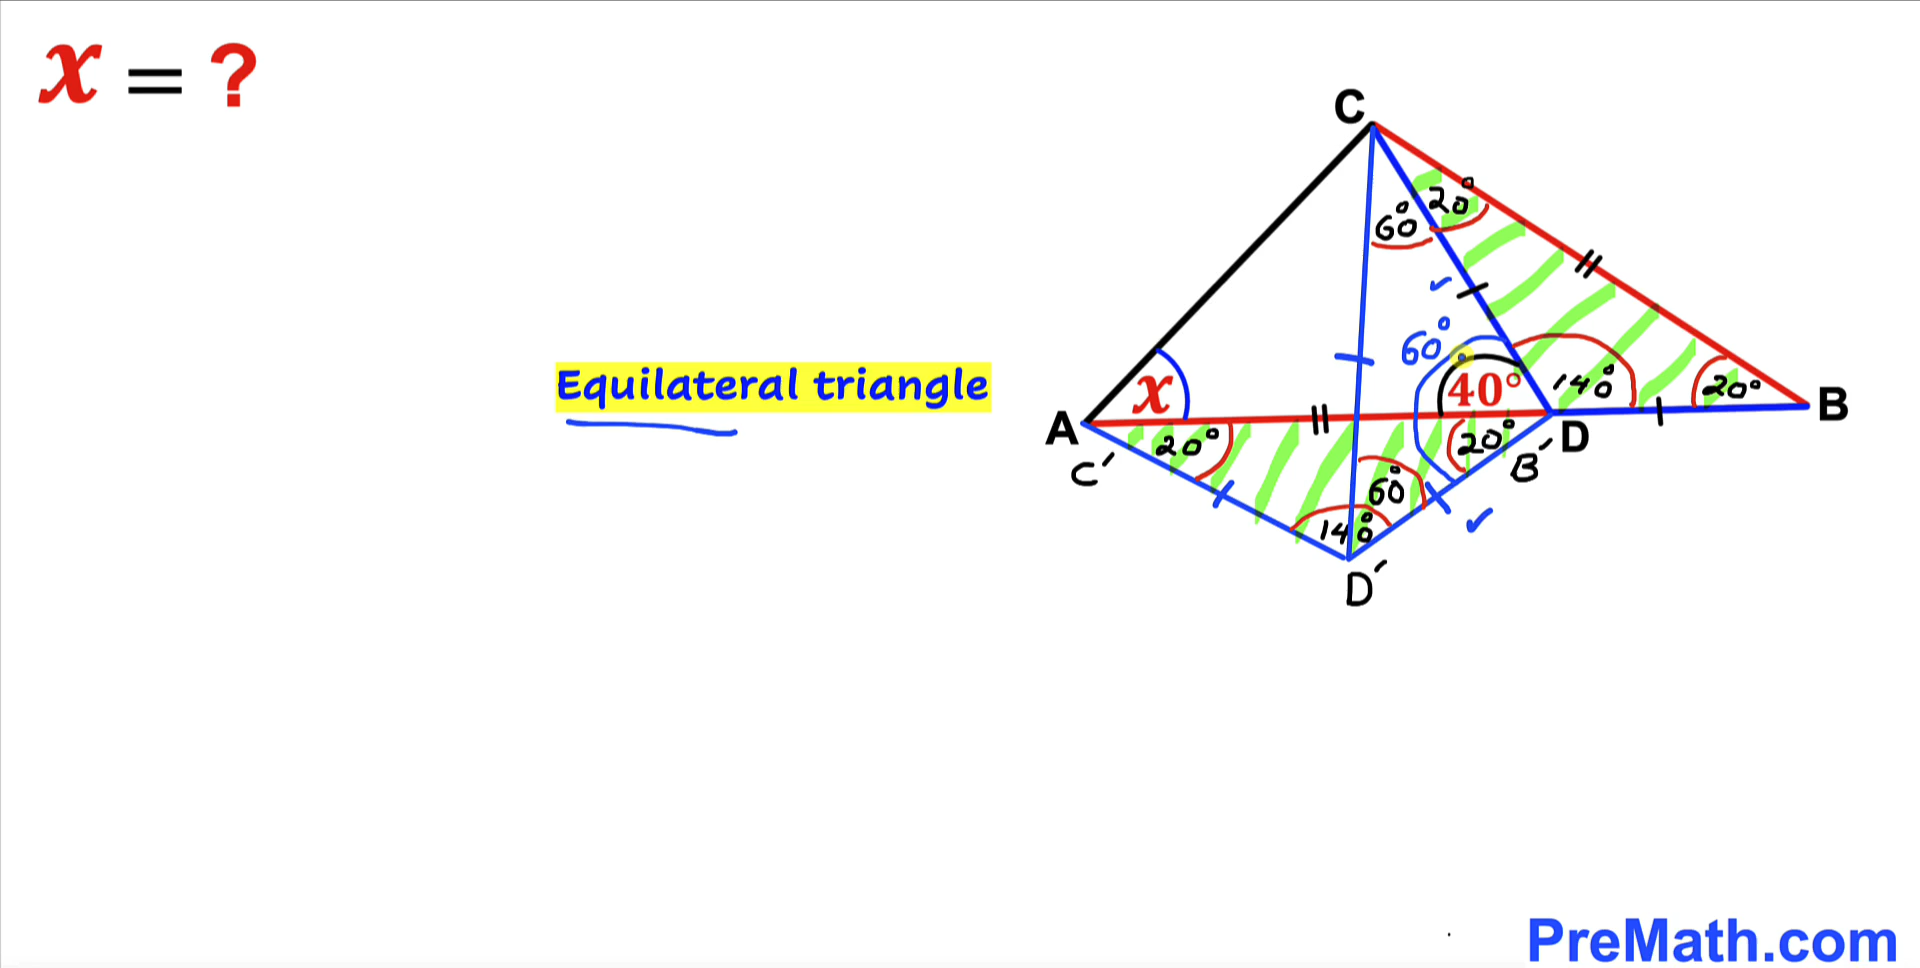 x = ?
C
20°
60°
60°
Equilateral triangle
x
40°
140°
20°
B
A
20°
20°
D
C′
B′
60°
140°
D′
PreMath.com